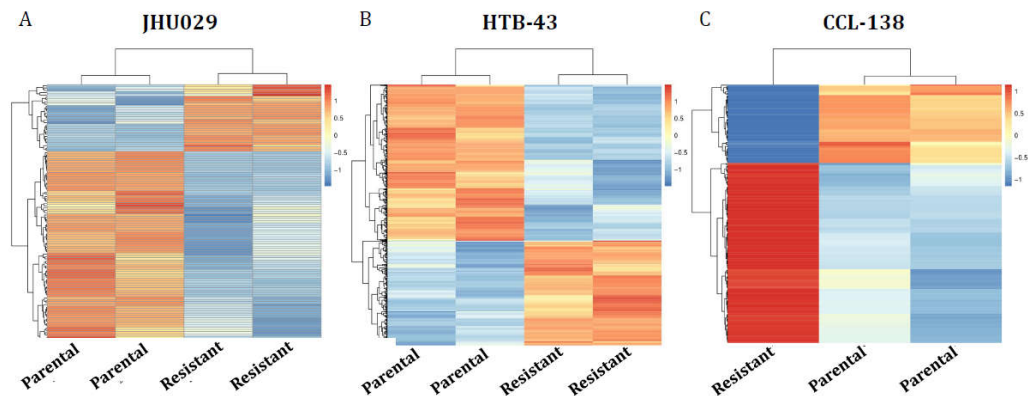 A
JHU029
1
0.5
0
−0.5
−1
Parental
Parental
Resistant
Resistant
B
HTB-43
1
0.5
0
−0.5
−1
Parental
Parental
Resistant
Resistant
C
CCL-138
1
0.5
0
−0.5
−1
Resistant
Parental
Parental